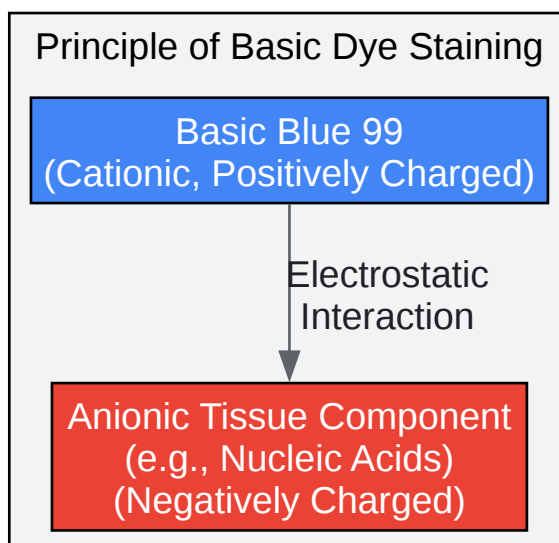 Principle of Basic Dye Staining
Basic Blue 99
(Cationic, Positively Charged)
Electrostatic
Interaction
Anionic Tissue Component
(e.g., Nucleic Acids)
(Negatively Charged)